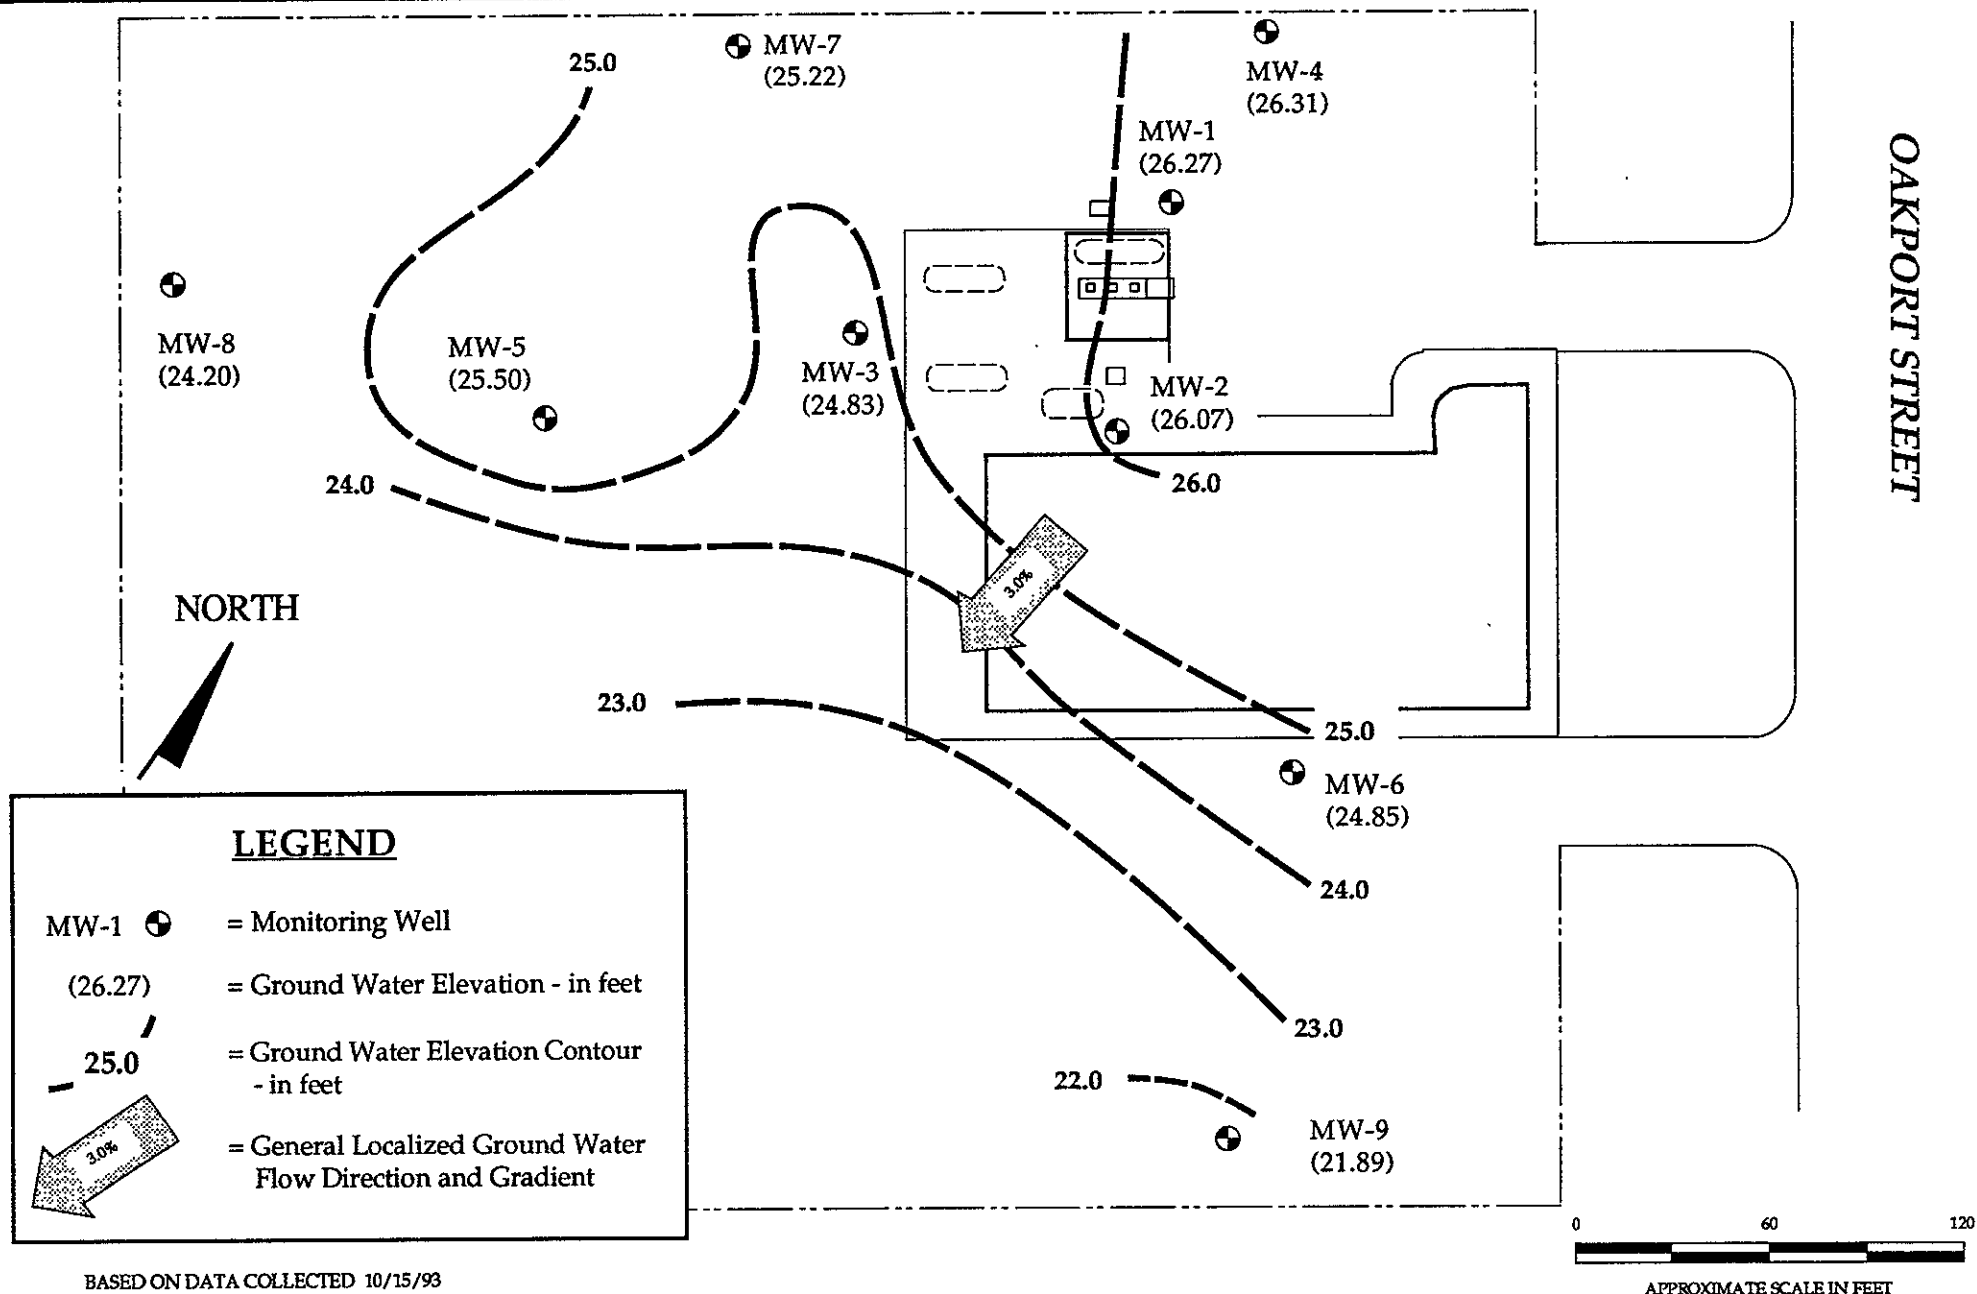 25.0
MW-7
(25.22)
MW-4
(26.31)
MW-1
(26.27)
OAKPORT STREET
MW-8
(24.20)
MW-5
(25.50)
MW-3
(24.83)
MW-2
(26.07)
24.0
26.0
3.0%
NORTH
23.0
25.0
MW-6
(24.85)
24.0
23.0
22.0
MW-9
(21.89)
LEGEND
MW-1 = Monitoring Well
(26.27) = Ground Water Elevation - in feet
25.0 = Ground Water Elevation Contour
- in feet
3.0% = General Localized Ground Water
Flow Direction and Gradient
0 60 120
APPROXIMATE SCALE IN FEET
BASED ON DATA COLLECTED 10/15/93